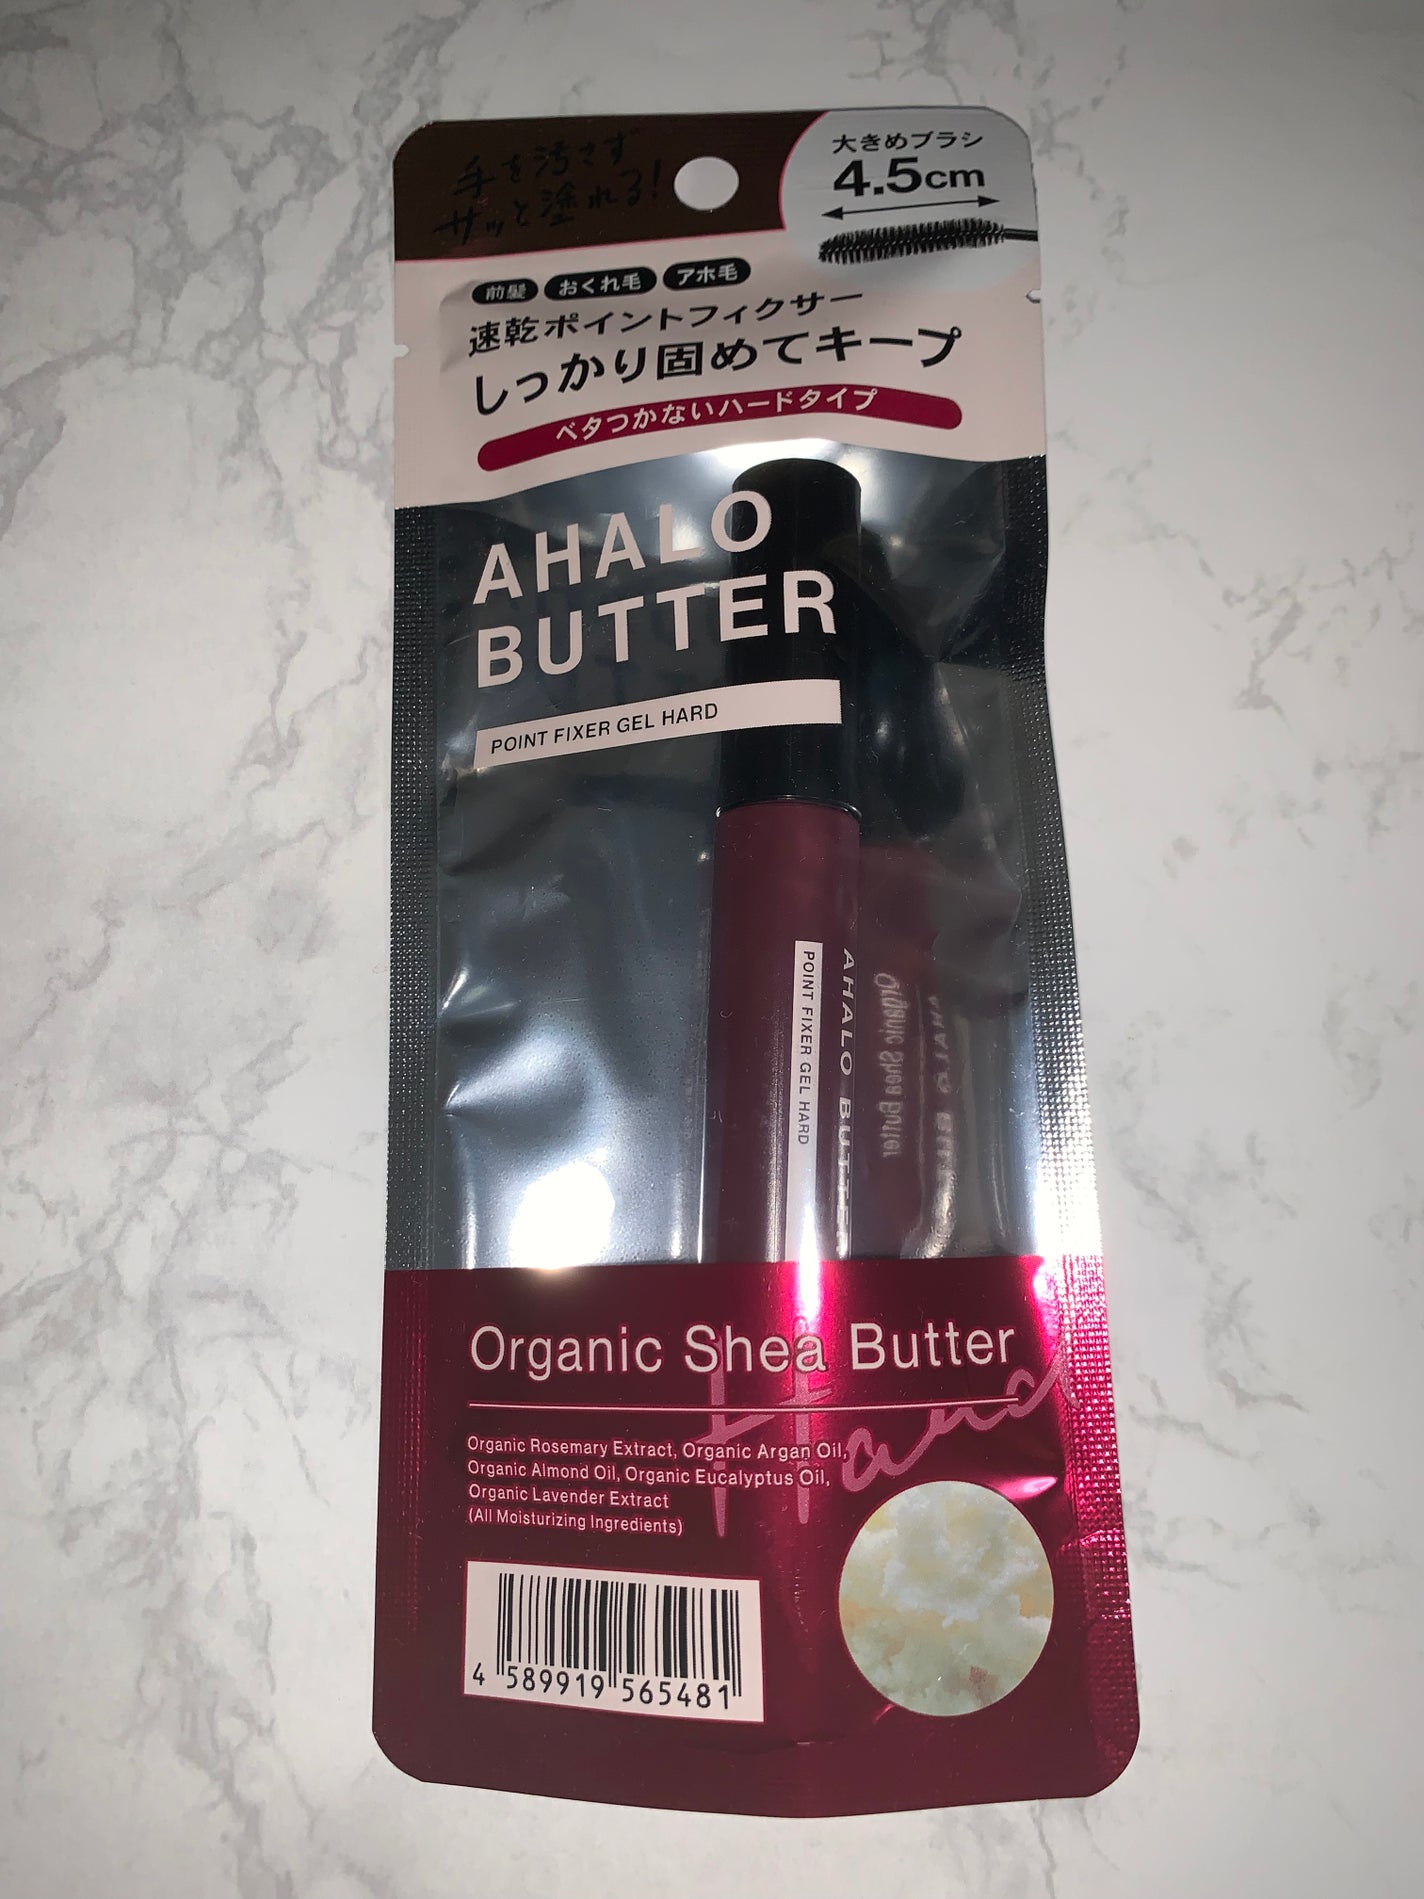 手を汚さず
サッと塗れる!
大きめブラシ
4.5cm
前髪 おくれ毛 アホ毛
速乾ポイントフィクサー
しっかり固めてキープ
ベタつかないハードタイプ
AHALO
BUTTER
POINT FIXER GEL HARD
AHALO BUTTER
POINT FIXER GEL HARD
Organic Shea Butter
Organic Shea Butter
Hard
Organic Rosemary Extract, Organic Argan Oil,
Organic Almond Oil, Organic Eucalyptus Oil,
Organic Lavender Extract
(All Moisturizing Ingredients)
4 589919 565481